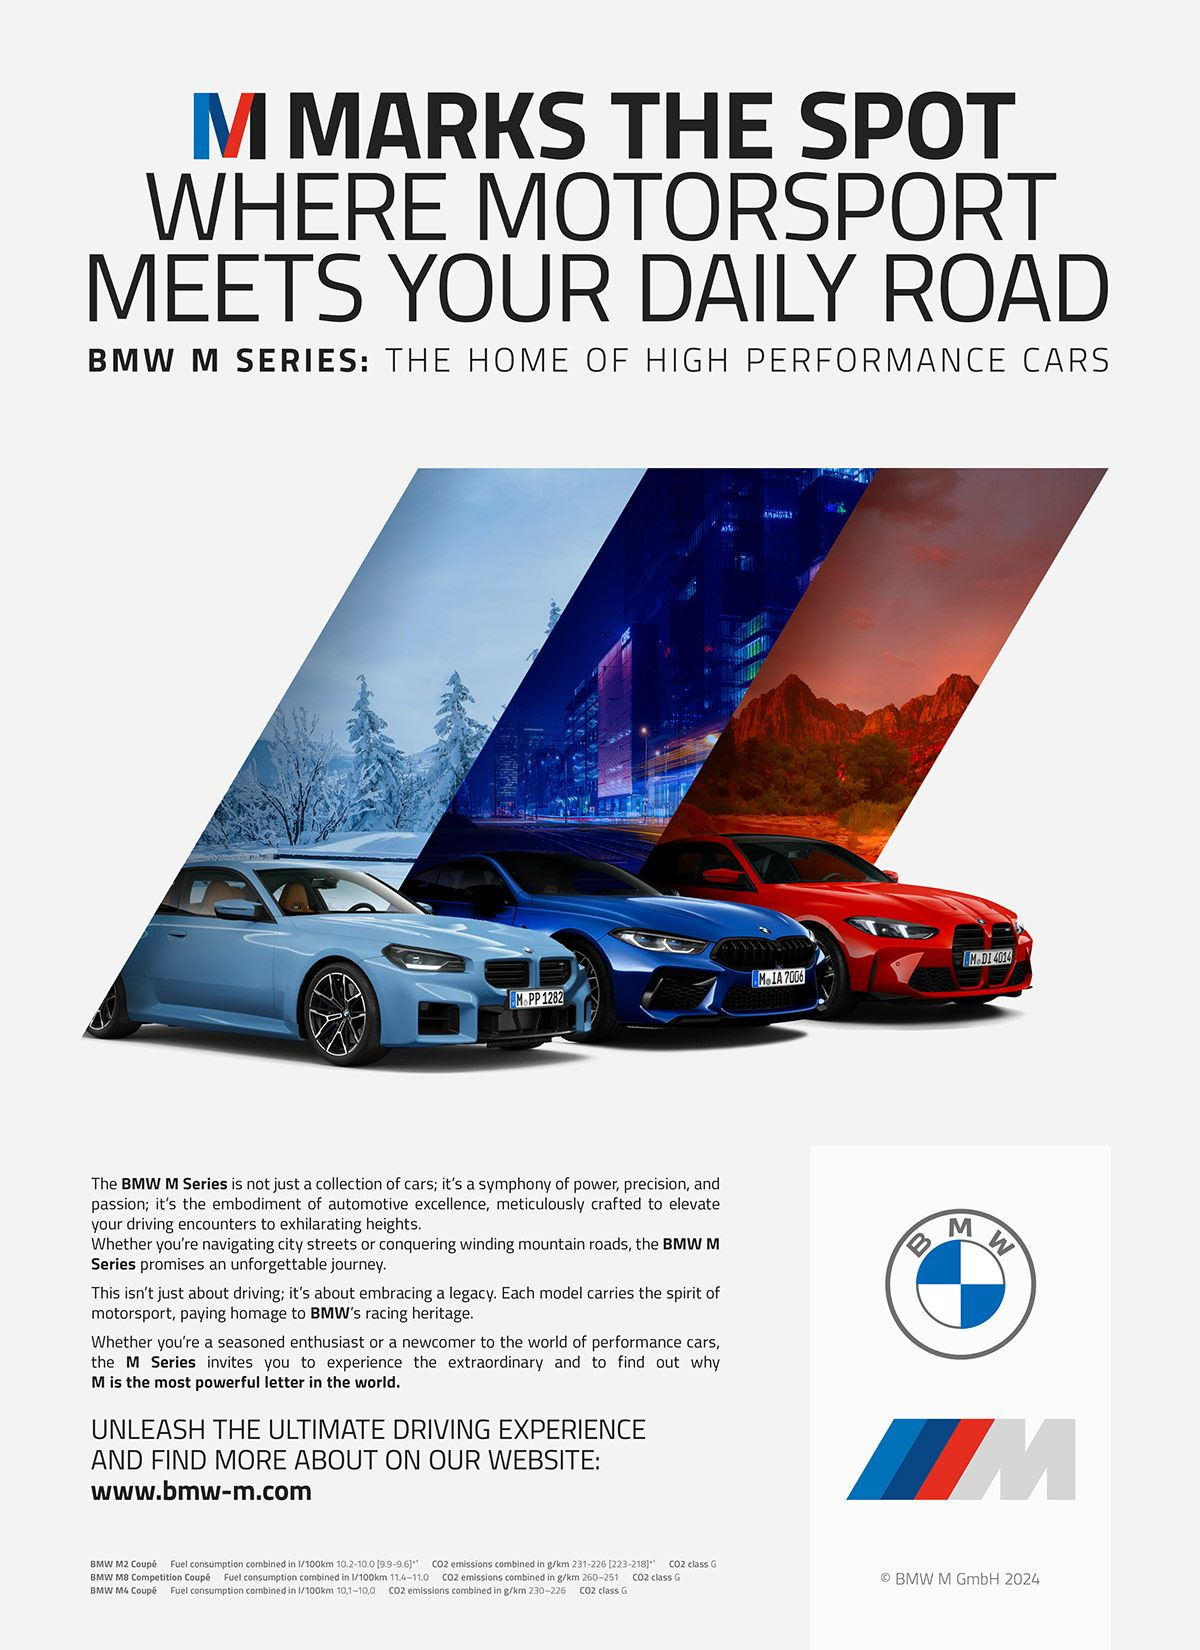 M MARKS THE SPOT
WHERE MOTORSPORT
MEETS YOUR DAILY ROAD
BMW M SERIES: THE HOME OF HIGH PERFORMANCE CARS
M PP 1282
M IA 7006
M DI 4014
The BMW M Series is not just a collection of cars; it's a symphony of power, precision, and
passion; it's the embodiment of automotive excellence, meticulously crafted to elevate
your driving encounters to exhilarating heights.
Whether you're navigating city streets or conquering winding mountain roads, the BMW M
Series promises an unforgettable journey.
This isn't just about driving; it's about embracing a legacy. Each model carries the spirit of
motorsport, paying homage to BMW's racing heritage.
Whether you're a seasoned enthusiast or a newcomer to the world of performance cars,
the M Series invites you to experience the extraordinary and to find out why
M is the most powerful letter in the world.
UNLEASH THE ULTIMATE DRIVING EXPERIENCE
AND FIND MORE ABOUT ON OUR WEBSITE:
www.bmw-m.com
BMW M2 Coupé Fuel consumption combined in l/100km 10.2-10.0 [9.9-9.6]*¹ CO2 emissions combined in g/km 231-226 [223-218]*¹ CO2 class G
BMW M8 Competition Coupé Fuel consumption combined in l/100km 11.4–11.0 CO2 emissions combined in g/km 260–251 CO2 class G
BMW M4 Coupé Fuel consumption combined in l/100km 10,1–10,0 CO2 emissions combined in g/km 230–226 CO2 class G
BMW
M
© BMW M GmbH 2024